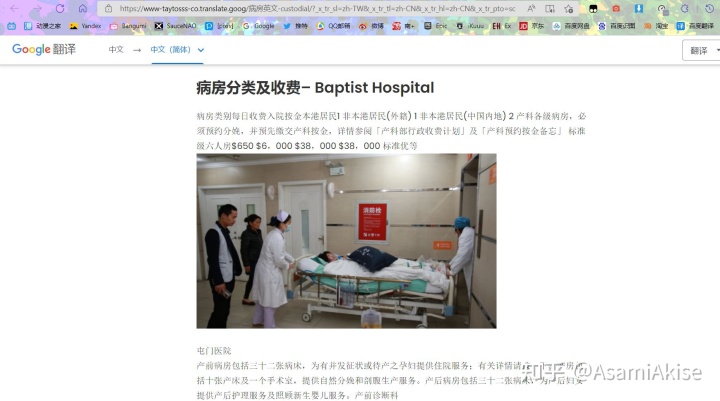 https://www-taytosss-co.translate.goog/病房英文-custodial/?_x_tr_sl=zh-TW&_x_tr_tl=zh-CN&_x_tr_hl=zh-CN&_x_tr_pto=sc
动漫之家 Yandex Bangumi SauceNAO [pixiv] Google 推特 QQ邮箱 微博 南+ Epic iKuuu EH Ex N 京东 百度网盘 百度识图 淘宝 百度翻译
Google 翻译 中文 → 中文（简体） 翻译
病房分类及收费– Baptist Hospital
病房类别每日收费入院按金本港居民1 非本港居民(外籍) 1 非本港居民(中国内地) 2 产科各级病房，必
须预约分娩，并预先缴交产科按金，详情参阅「产科部行政收费计划」及「产科预约按金备忘」 标准
级六人房$650 $6，000 $38，000 $38，000 标准优等
消防栓
屯门医院
产前病房包括三十二张病床，为有并发征状或待产之孕妇提供住院服务；有关详情请
括十张产床及一个手术室，提供自然分娩和剖腹生产服务。产后病房包括三十二张病床，为产后妇女
提供产后护理服务及照顾新生婴儿服务。产前诊断科
知乎 @AsamiAkise